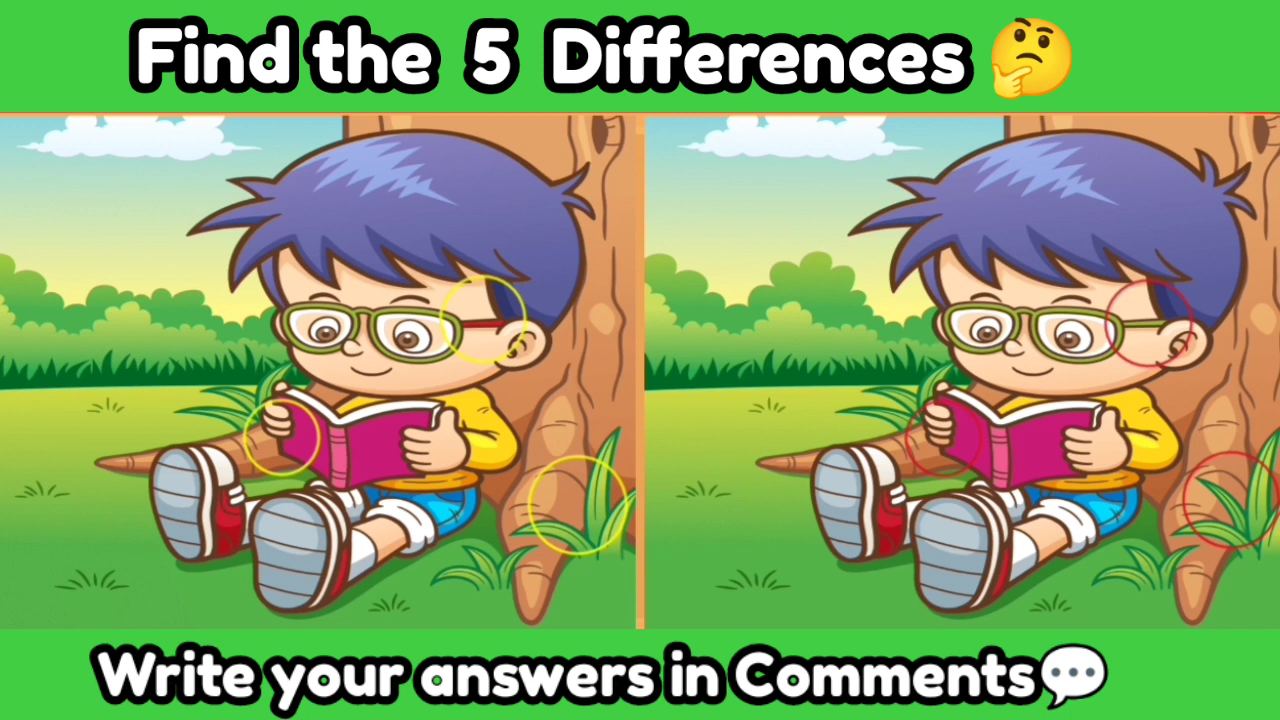 Find the 5 Differences 🤔
Write your answers in Comments💬